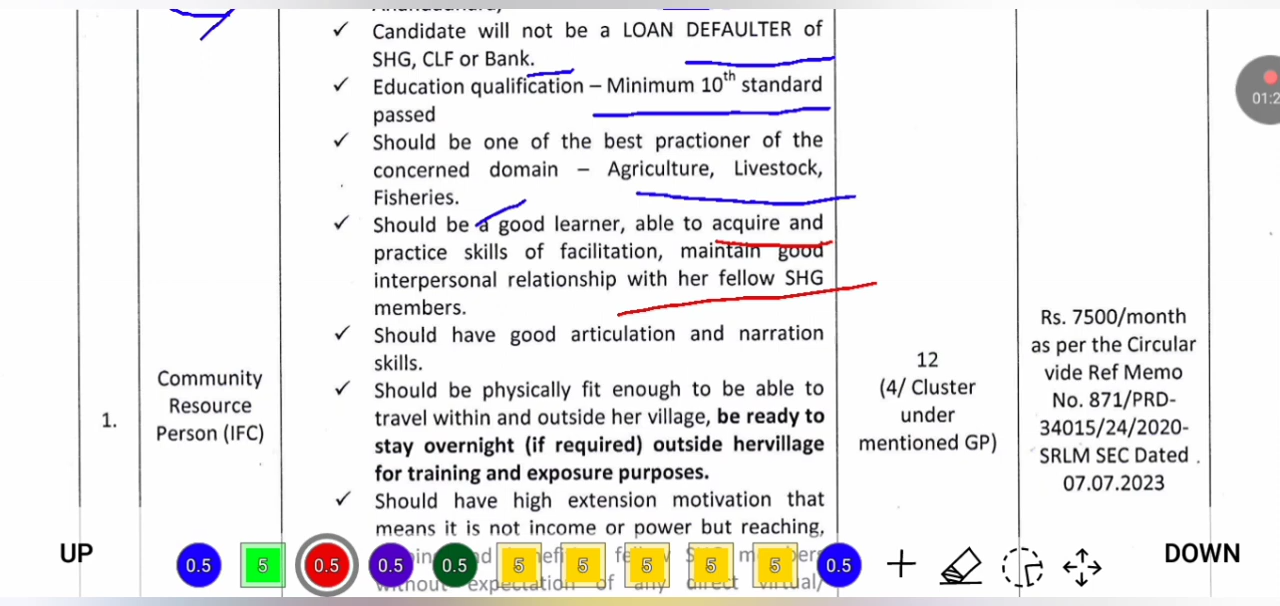 Candidate will not be a LOAN DEFAULTER of
SHG, CLF or Bank.
Education qualification – Minimum 10th standard
passed
Should be one of the best practioner of the
concerned domain – Agriculture, Livestock,
Fisheries.
Should be a good learner, able to acquire and
practice skills of facilitation, maintain good
interpersonal relationship with her fellow SHG
members.
Should have good articulation and narration
skills.
Should be physically fit enough to be able to
travel within and outside her village, be ready to
stay overnight (if required) outside hervillage
for training and exposure purposes.
Should have high extension motivation that
means it is not income or power but reaching,
expectation of any direct virtual/
1.
Community
Resource
Person (IFC)
12
(4/ Cluster
under
mentioned GP)
Rs. 7500/month
as per the Circular
vide Ref Memo
No. 871/PRD-
34015/24/2020-
SRLM SEC Dated .
07.07.2023
01:2
UP
0.5
5
0.5
0.5
0.5
5
5
5
5
5
0.5
DOWN